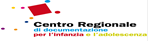 Centro Regionale
di documentazione
per l'infanzia e l'adolescenza